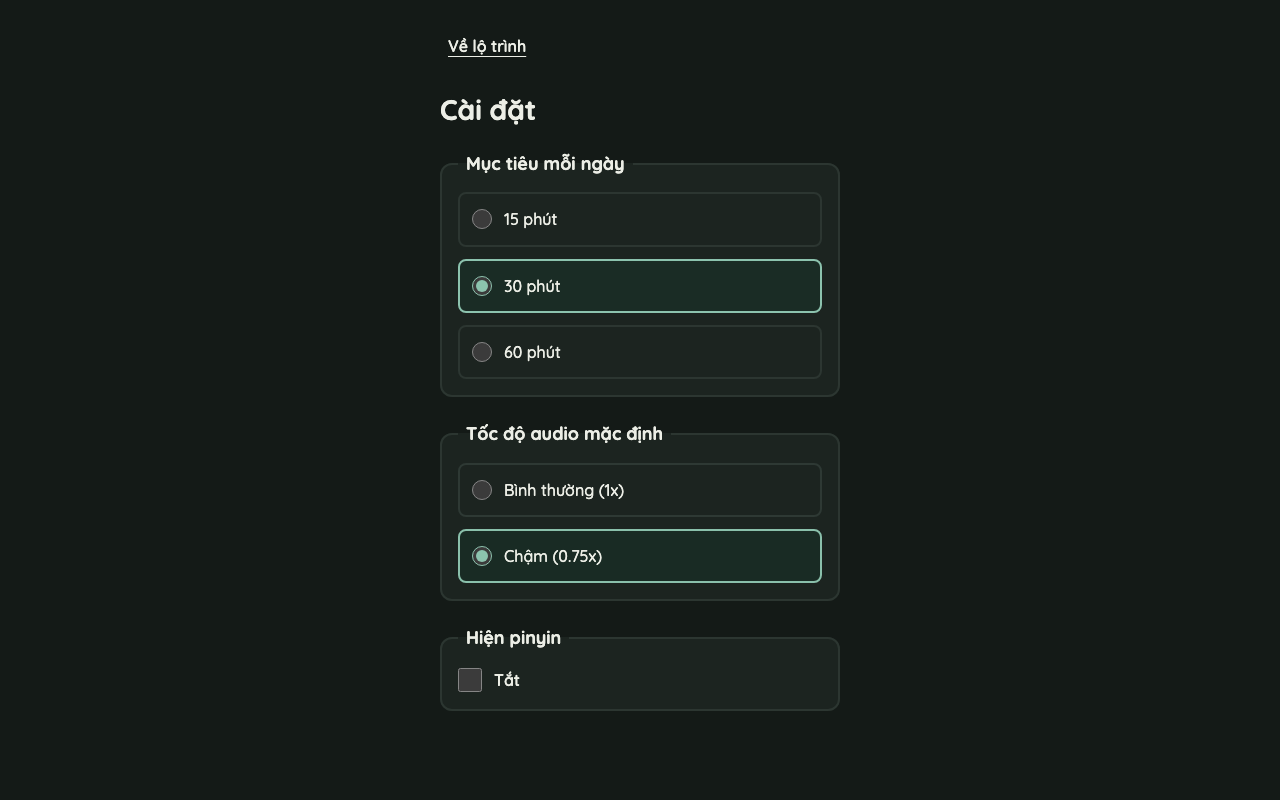 Về lộ trình
Cài đặt
Mục tiêu mỗi ngày
15 phút
30 phút
60 phút
Tốc độ audio mặc định
Bình thường (1x)
Chậm (0.75x)
Hiện pinyin
Tắt